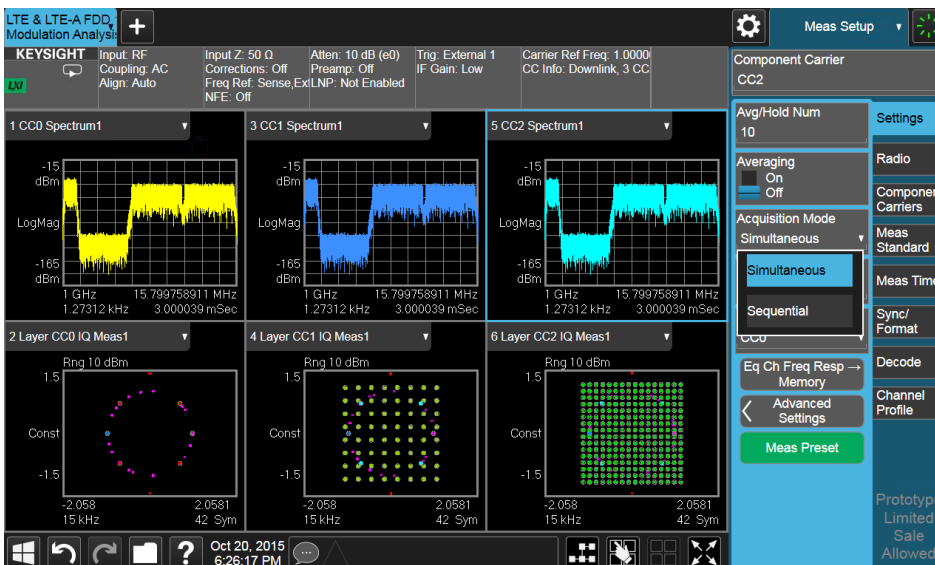 LTE & LTE-A FDD
Modulation Analysi
+
Meas Setup
KEYSIGHT
LXI
Input: RF
Coupling: AC
Align: Auto
Input Z: 50 Ω
Corrections: Off
Freq Ref: Sense,Ext
NFE: Off
Atten: 10 dB (e0)
Preamp: Off
LNP: Not Enabled
Trig: External 1
IF Gain: Low
Carrier Ref Freq: 1.0000
CC Info: Downlink, 3 CC
Component Carrier
CC2
1 CC0 Spectrum1
-15
dBm
LogMag
-165
dBm
1 GHz 15.799758911 MHz
1.27312 kHz 3.000039 mSec
3 CC1 Spectrum1
-15
dBm
LogMag
-165
dBm
1 GHz 15.799758911 MHz
1.27312 kHz 3.000039 mSec
5 CC2 Spectrum1
-15
dBm
LogMag
-165
dBm
1 GHz 15.799758911 MHz
1.27312 kHz 3.000039 mSec
2 Layer CC0 IQ Meas1
Rng 10 dBm
1.5
Const
-1.5
-2.058 2.0581
15 kHz 42 Sym
4 Layer CC1 IQ Meas1
Rng 10 dBm
1.5
Const
-1.5
-2.058 2.0581
15 kHz 42 Sym
6 Layer CC2 IQ Meas1
Rng 10 dBm
1.5
Const
-1.5
-2.058 2.0581
15 kHz 42 Sym
Avg/Hold Num
10
Averaging
On
Off
Acquisition Mode
Simultaneous
Simultaneous
Sequential
CC0
Eq Ch Freq Resp →
Memory
Advanced
Settings
Meas Preset
Settings
Radio
Componen
Carriers
Meas
Standard
Meas Time
Sync/
Format
Decode
Channel
Profile
Prototype
Limited
Sale
Allowed
?
Oct 20, 2015
6:26:17 PM